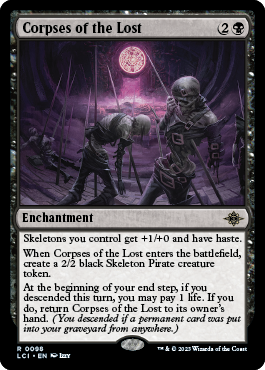 Corpses of the Lost 2
Enchantment
Skeletons you control get +1/+0 and have haste.
When Corpses of the Lost enters the battlefield,
create a 2/2 black Skeleton Pirate creature
token.
At the beginning of your end step, if you
descended this turn, you may pay 1 life. If you
do, return Corpses of the Lost to its owner's
hand. (You descended if a permanent card was put
into your graveyard from anywhere.)
R 0098
LCI • EN Izzy
™ & © 2023 Wizards of the Coast